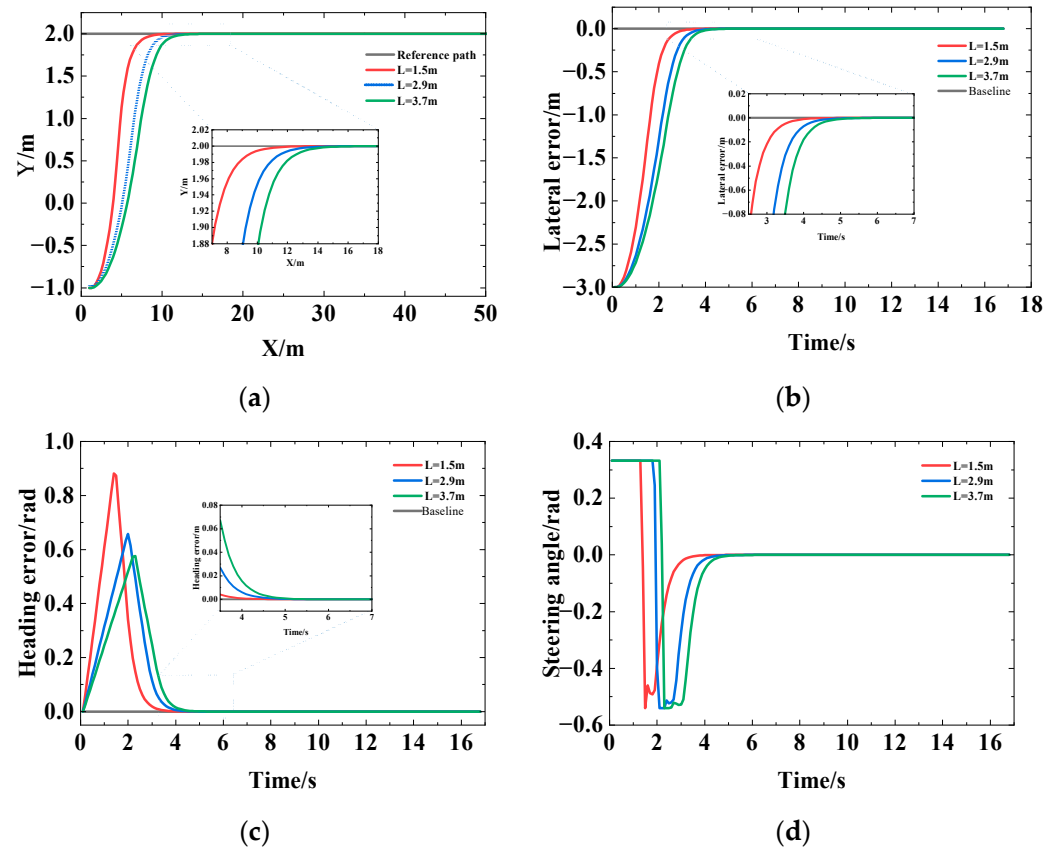 2.0
1.5
1.0
0.5
0.0
−0.5
−1.0
Y/m
Reference path
L=1.5m
L=2.9m
L=3.7m
2.02
2.00
1.98
1.96
1.94
1.92
1.90
1.88
Y/m
8 10 12 14 16 18
X/m
0 10 20 30 40 50
X/m
(a)
0.0
−0.5
−1.0
−1.5
−2.0
−2.5
−3.0
Lateral error/m
L=1.5m
L=2.9m
L=3.7m
Baseline
0.02
0.00
−0.02
−0.04
−0.06
−0.08
Lateral error/m
3 4 5 6 7
Time/s
0 2 4 6 8 10 12 14 16 18
Time/s
(b)
1.0
0.8
0.6
0.4
0.2
0.0
Heading error/rad
L=1.5m
L=2.9m
L=3.7m
Baseline
0.08
0.06
0.04
0.02
0.00
Heading error/m
4 5 6 7
Time/s
0 2 4 6 8 10 12 14 16
Time/s
(c)
0.4
0.2
0.0
−0.2
−0.4
−0.6
Steering angle/rad
L=1.5m
L=2.9m
L=3.7m
0 2 4 6 8 10 12 14 16
Time/s
(d)